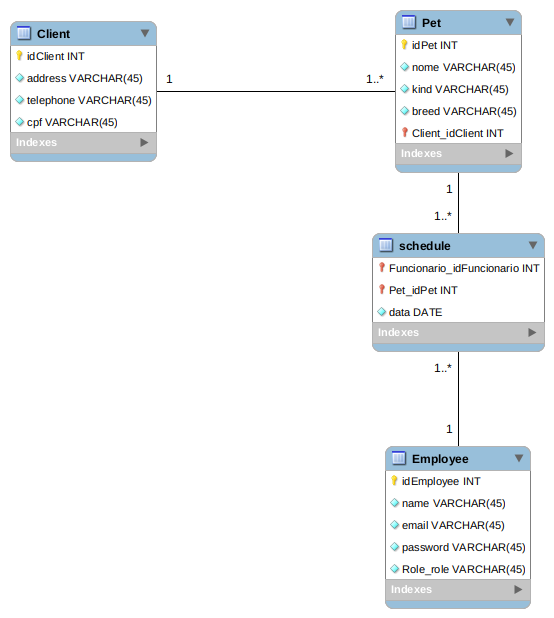 Client
idClient INT
address VARCHAR(45)
telephone VARCHAR(45)
cpf VARCHAR(45)
Indexes
1
1..*
Pet
idPet INT
nome VARCHAR(45)
kind VARCHAR(45)
breed VARCHAR(45)
Client_idClient INT
Indexes
1
1..*
schedule
Funcionario_idFuncionario INT
Pet_idPet INT
data DATE
Indexes
1..*
1
Employee
idEmployee INT
name VARCHAR(45)
email VARCHAR(45)
password VARCHAR(45)
Role_role VARCHAR(45)
Indexes